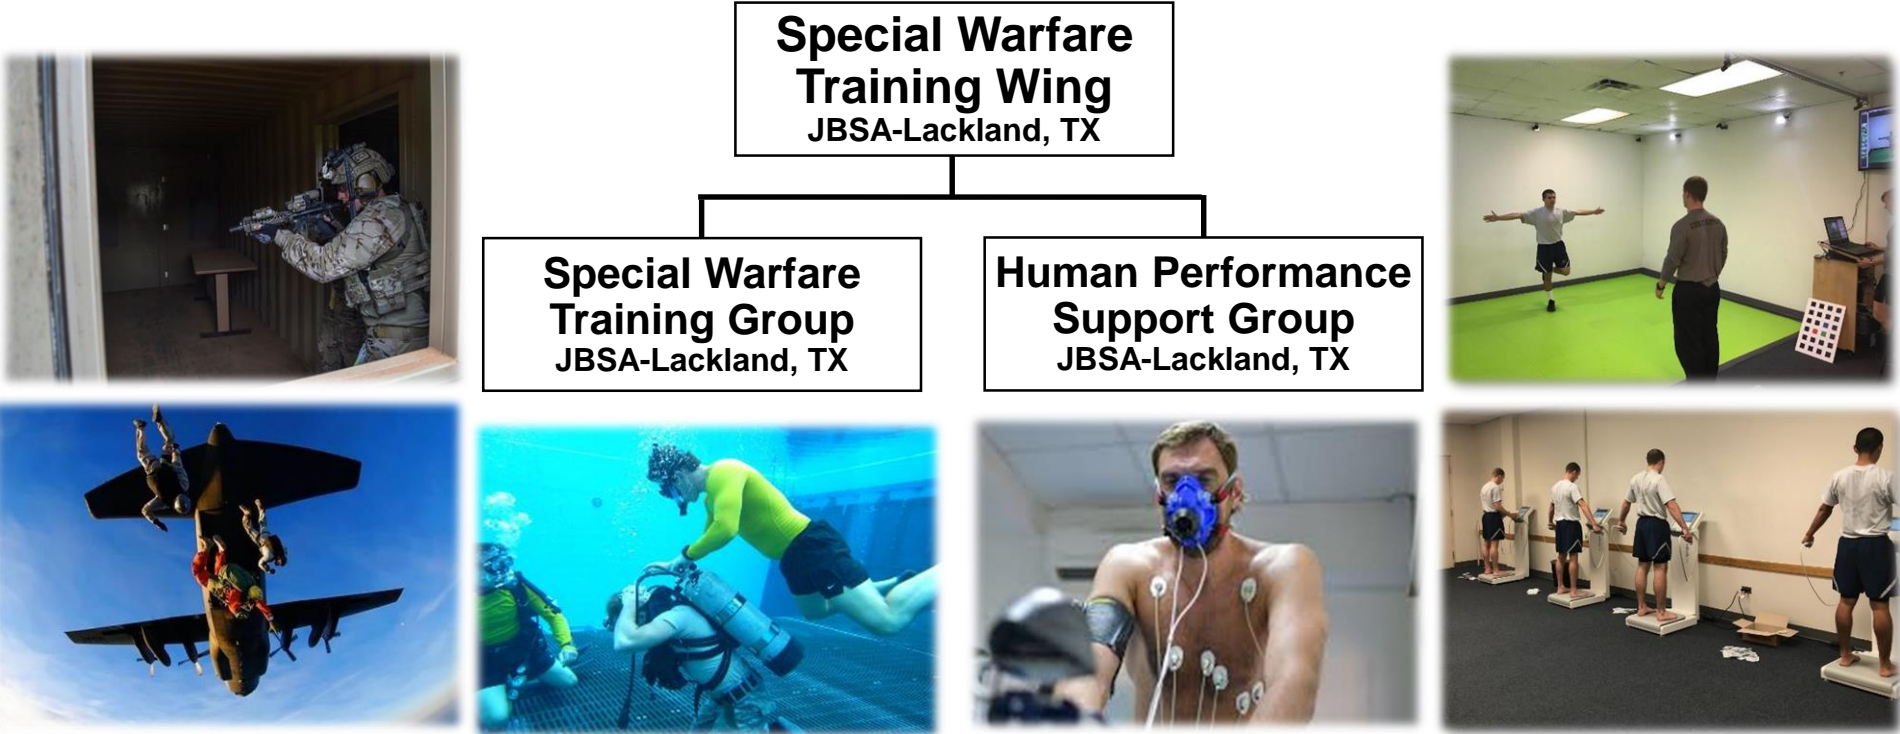 Special Warfare
Training Wing
JBSA-Lackland, TX
Special Warfare
Training Group
JBSA-Lackland, TX
Human Performance
Support Group
JBSA-Lackland, TX